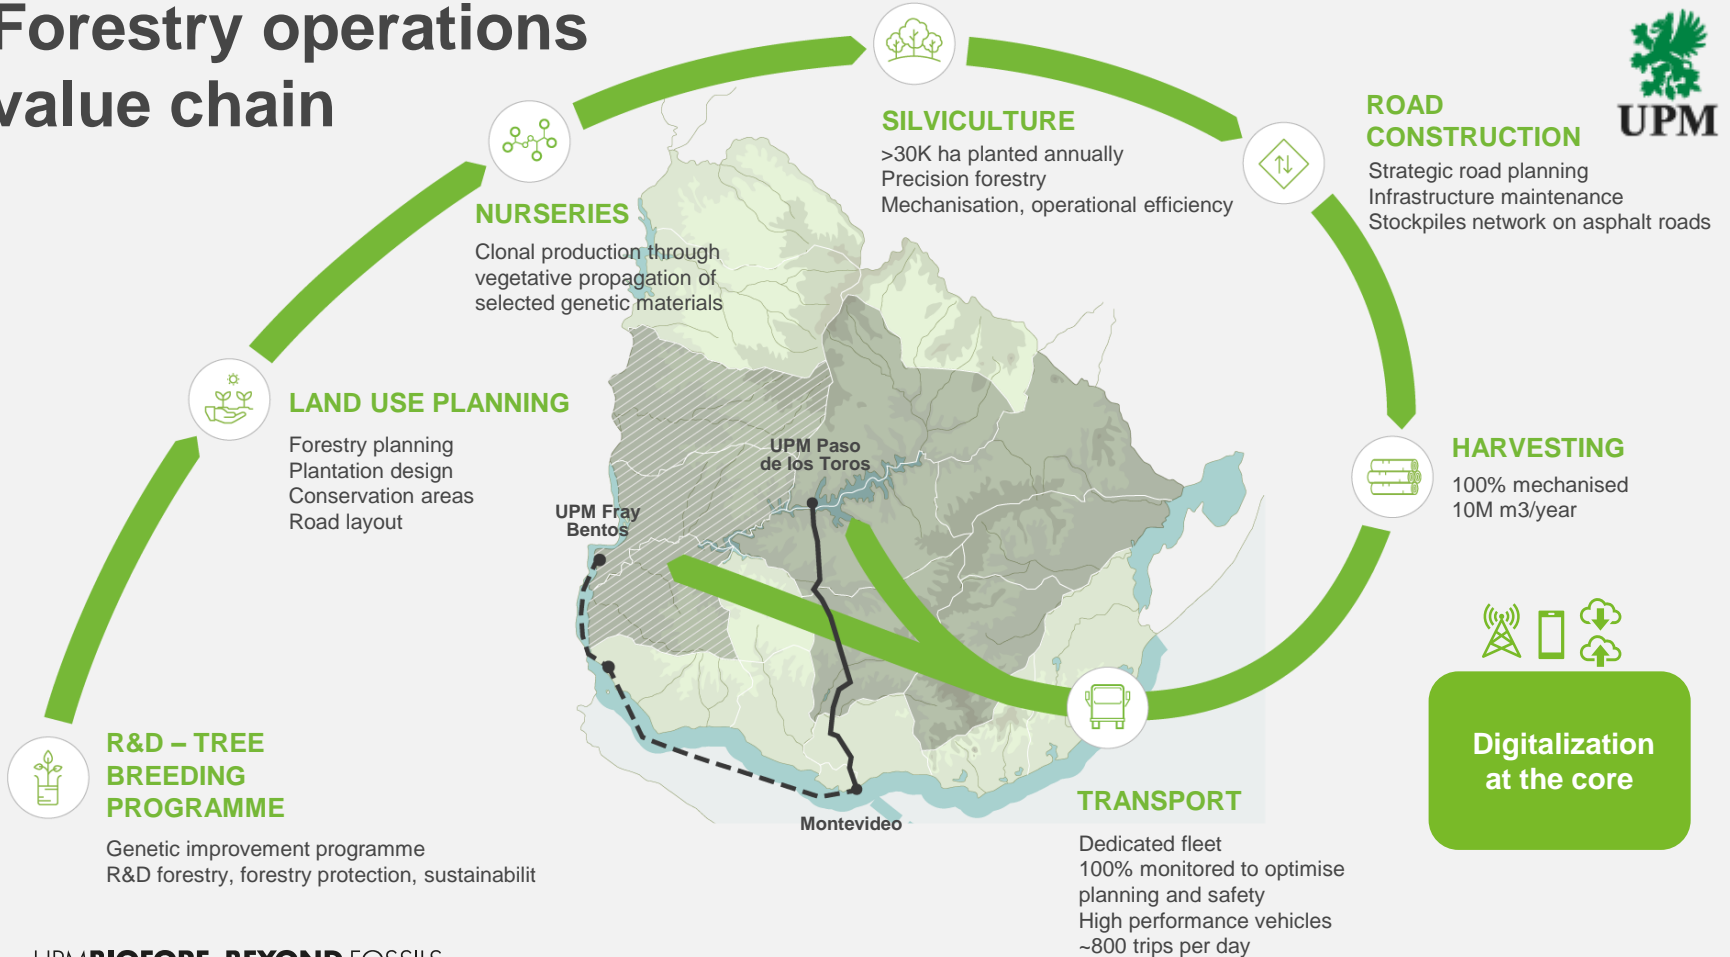 Forestry operations
value chain
UPM
SILVICULTURE
>30K ha planted annually
Precision forestry
Mechanisation, operational efficiency
ROAD
CONSTRUCTION
Strategic road planning
Infrastructure maintenance
Stockpiles network on asphalt roads
NURSERIES
Clonal production through
vegetative propagation of
selected genetic materials
LAND USE PLANNING
Forestry planning
Plantation design
Conservation areas
Road layout
UPM Paso
de los Toros
UPM Fray
Bentos
HARVESTING
100% mechanised
10M m3/year
Digitalization
at the core
R&D – TREE
BREEDING
PROGRAMME
Genetic improvement programme
R&D forestry, forestry protection, sustainabilit
Montevideo
TRANSPORT
Dedicated fleet
100% monitored to optimise
planning and safety
High performance vehicles
~800 trips per day
UPM BIOFORE-BEYOND FOSSILS